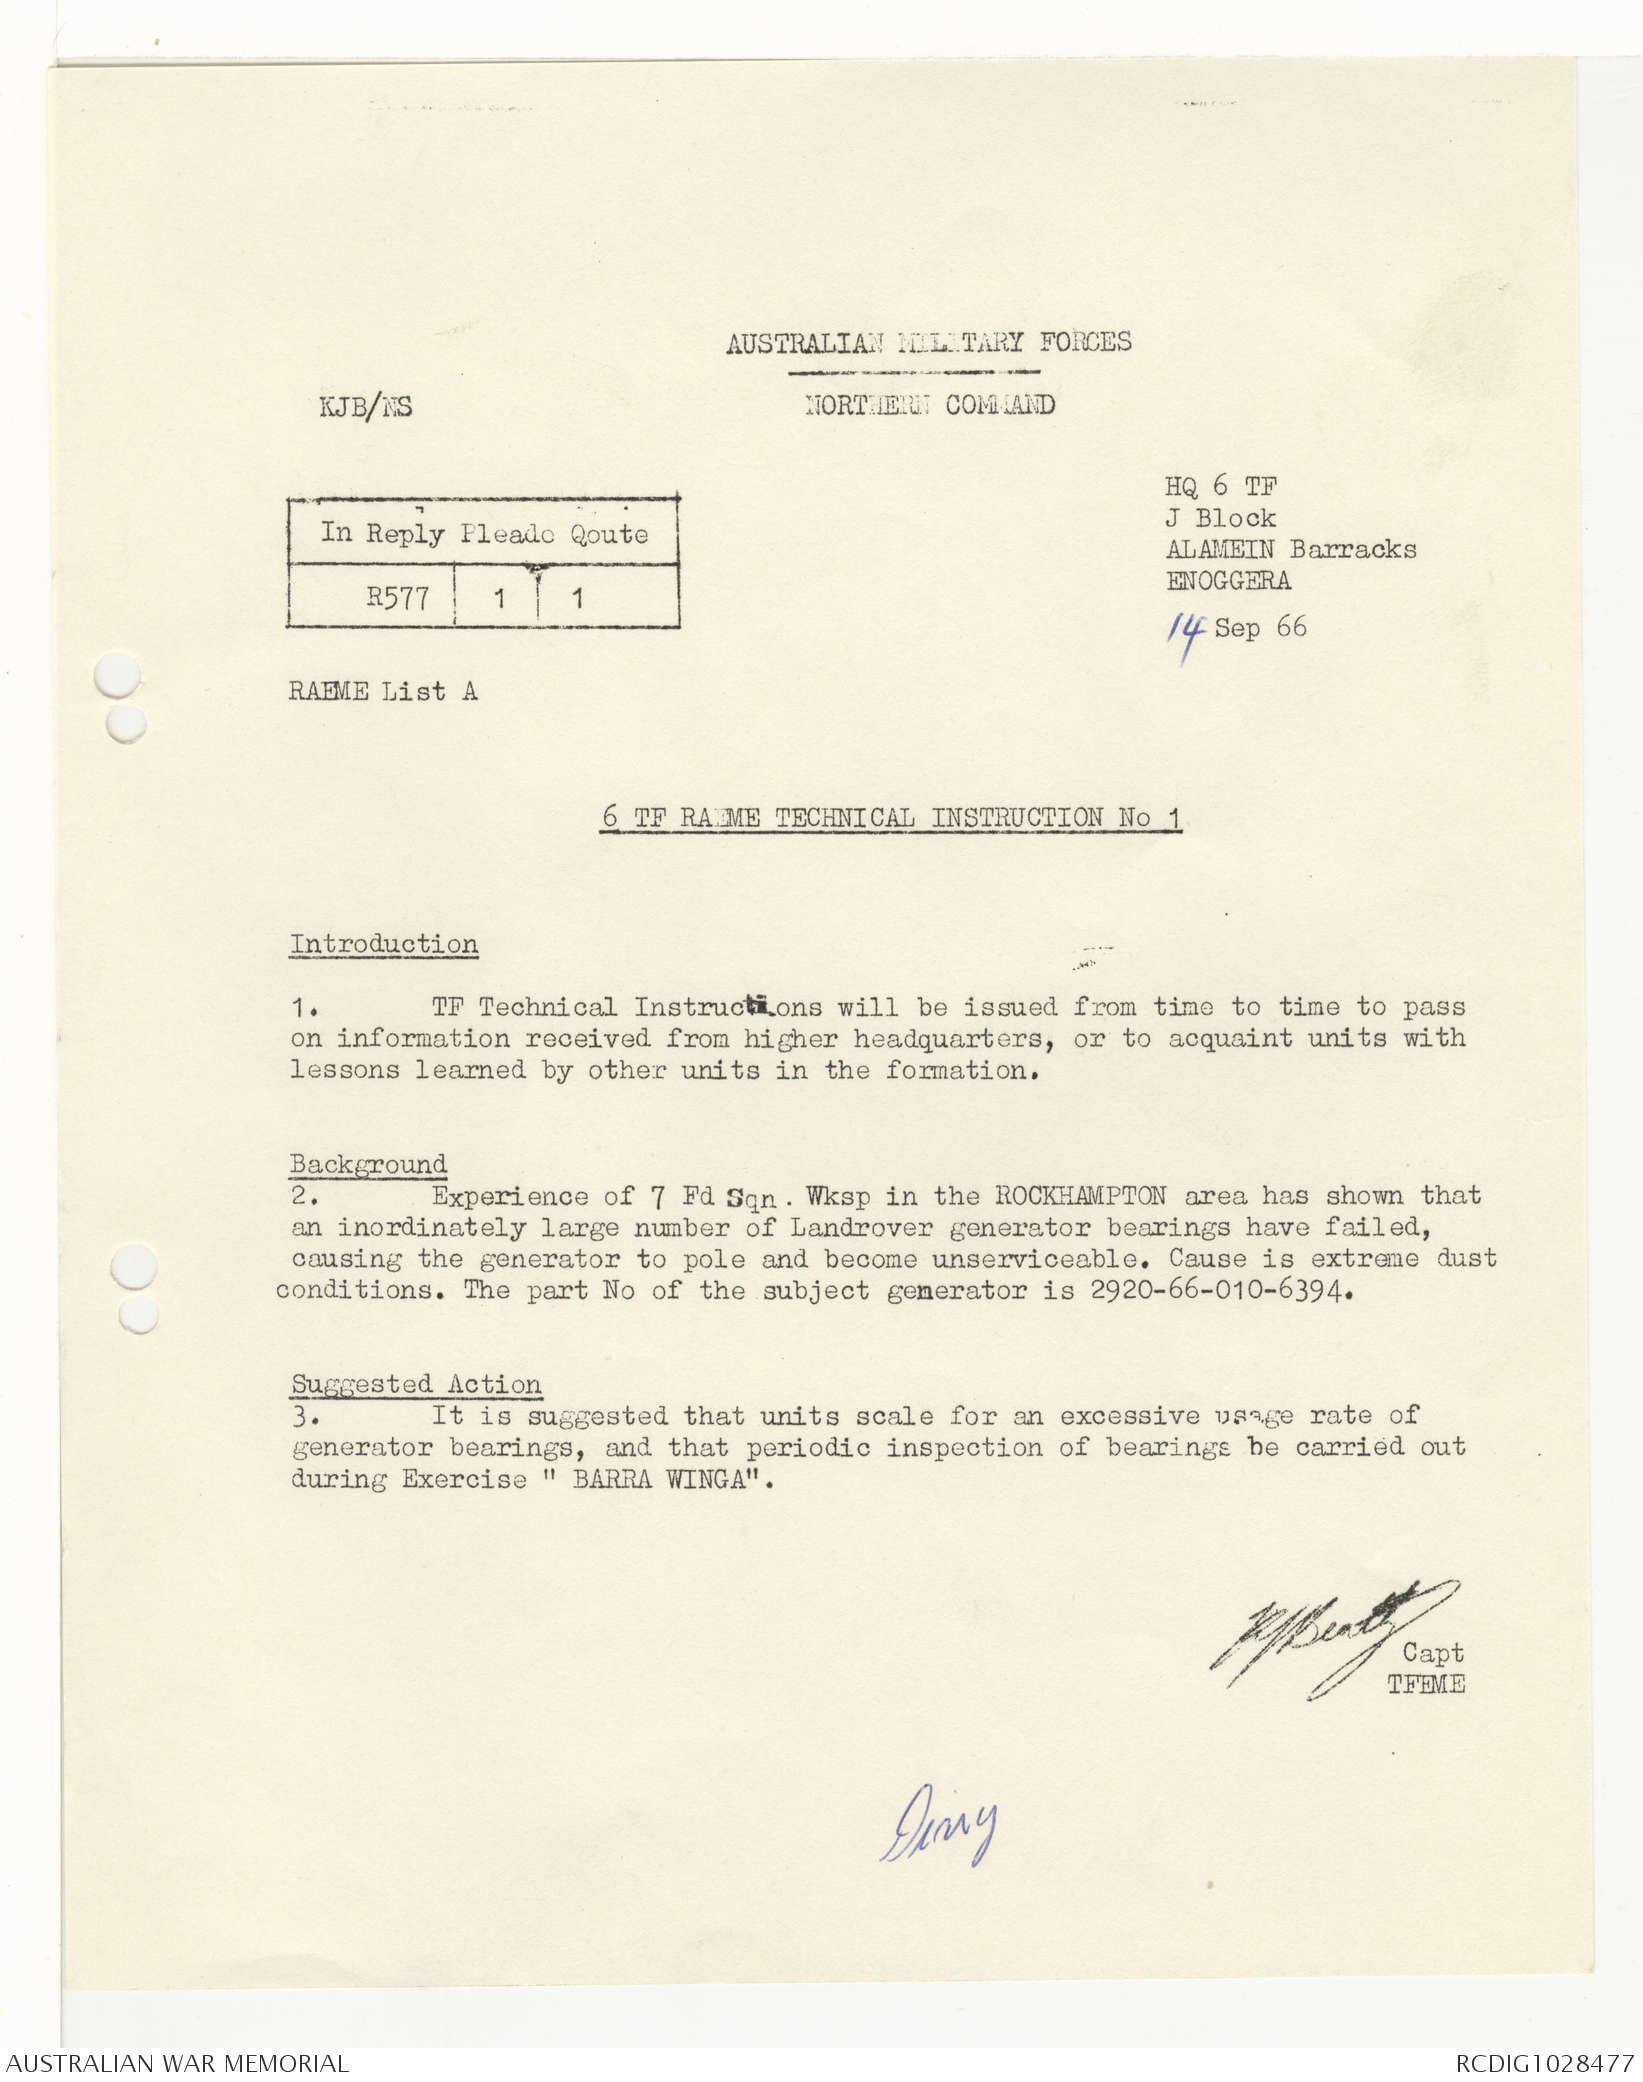 AUSTRALIAN MILITARY FORCES
KJB/NS
NORTHERN COMMAND
HQ 6 TF
J Block
ALAMEIN Barracks
ENOGGERA
14 Sep 66
In Reply Pleade Qoute
R577 1 1
RAEME List A
6 TF RAEME TECHNICAL INSTRUCTION No 1
Introduction
1. TF Technical Instructions will be issued from time to time to pass
on information received from higher headquarters, or to acquaint units with
lessons learned by other units in the formation.
Background
2. Experience of 7 Fd Sqn. Wksp in the ROCKHAMPTON area has shown that
an inordinately large number of Landrover generator bearings have failed,
causing the generator to pole and become unserviceable. Cause is extreme dust
conditions. The part No of the subject generator is 2920-66-010-6394.
Suggested Action
3. It is suggested that units scale for an excessive usage rate of
generator bearings, and that periodic inspection of bearings be carried out
during Exercise " BARRA WINGA".
KJBeatty
Capt
TFEME
AUSTRALIAN WAR MEMORIAL
RCDIG1028477